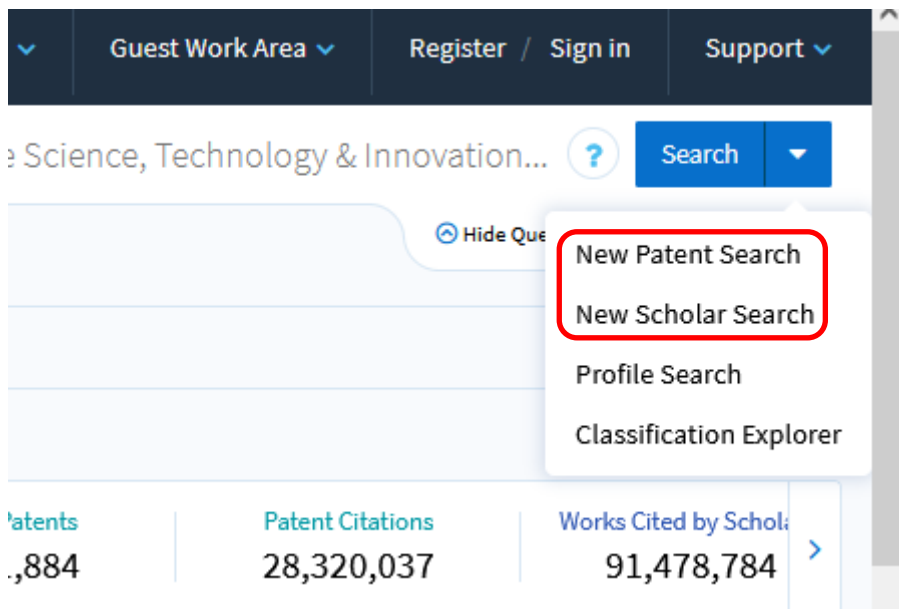 Guest Work Area
Register / Sign in
Support
e Science, Technology & Innovation... ?
Search
Hide Que
New Patent Search
New Scholar Search
Profile Search
Classification Explorer
Patents
Patent Citations
Works Cited by Schola
,884
28,320,037
91,478,784